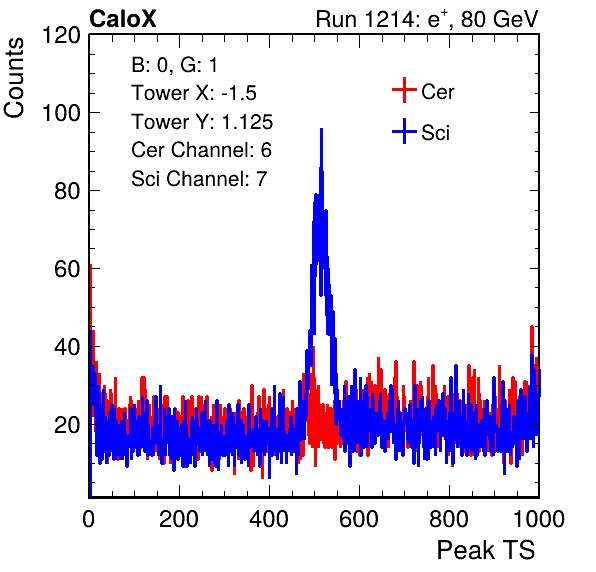 CaloX Run 1214: e⁺, 80 GeV
120
100
80
60
40
20
Counts
B: 0, G: 1
Tower X: -1.5
Tower Y: 1.125
Cer Channel: 6
Sci Channel: 7
Cer
Sci
0 200 400 600 800 1000
Peak TS